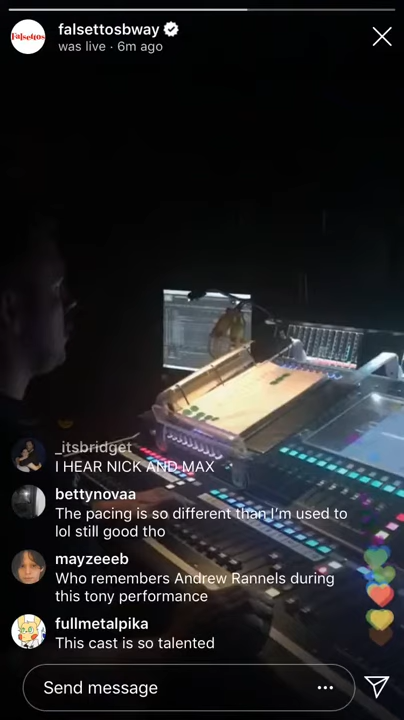 Falsettos
falsettosbway
was live · 6m ago
_itsbridget
I HEAR NICK AND MAX
bettynovaa
The pacing is so different than I'm used to
lol still good tho
mayzeeeb
Who remembers Andrew Rannels during
this tony performance
fullmetalpika
This cast is so talented
Send message